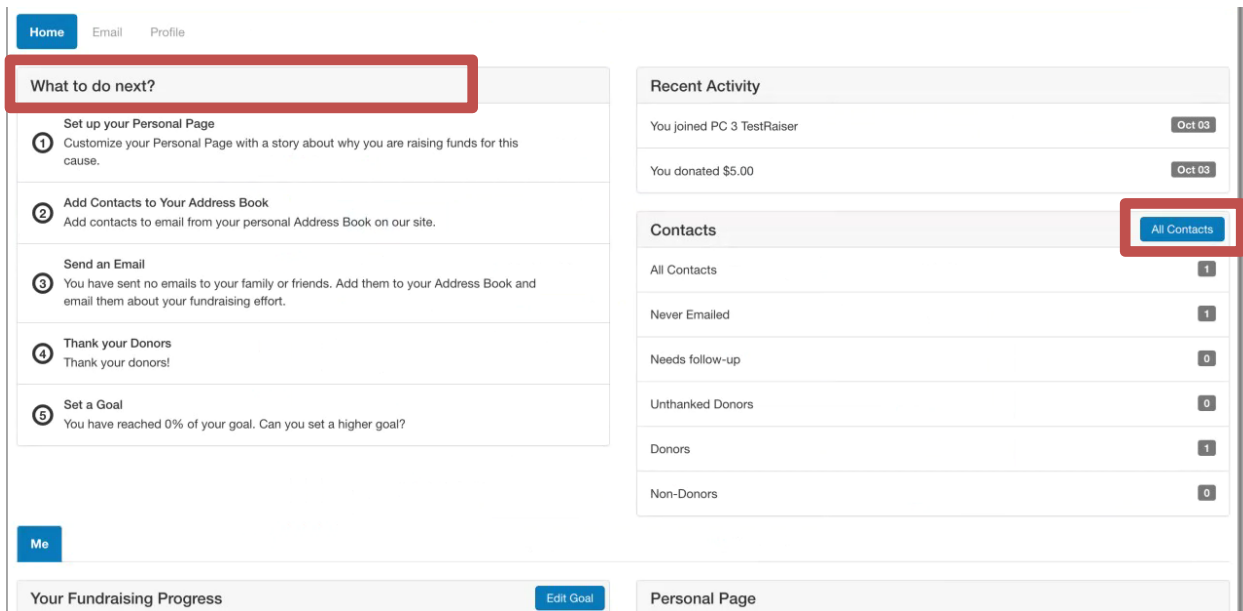 Home Email Profile
What to do next?
1 Set up your Personal Page
Customize your Personal Page with a story about why you are raising funds for this
cause.
2 Add Contacts to Your Address Book
Add contacts to email from your personal Address Book on our site.
3 Send an Email
You have sent no emails to your family or friends. Add them to your Address Book and
email them about your fundraising effort.
4 Thank your Donors
Thank your donors!
5 Set a Goal
You have reached 0% of your goal. Can you set a higher goal?
Recent Activity
You joined PC 3 TestRaiser Oct 03
You donated $5.00 Oct 03
Contacts All Contacts
All Contacts 1
Never Emailed 1
Needs follow-up 0
Unthanked Donors 0
Donors 1
Non-Donors 0
Me
Your Fundraising Progress Edit Goal
Personal Page